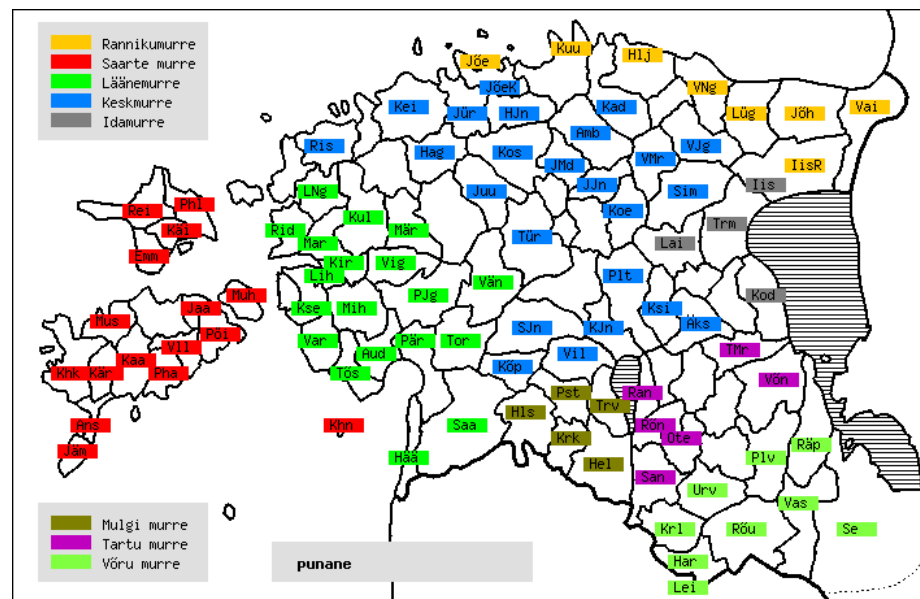 Rannikumurre
Saarte murre
Läänemurre
Keskmurre
Idamurre
Kuu
Hlj
Jõe
JõeK
VNg
Kei
Jür
HJn
Kad
Lüg
Jõh
Vai
Amb
Ris
Hag
Kos
JMd
VMr
VJg
IisR
LNg
Juu
JJn
Sim
Iis
Rei
Phl
Käi
Emm
Rid
Kul
Mär
Mar
Koe
Trm
Tür
Lai
Kir
Vig
Lih
Plt
Muh
Vän
PJg
Kod
Jaa
Kse
Mih
Ksi
Mus
Pöi
Äks
SJn
KJn
Vll
Var
Pär
Tor
Aud
Vil
TMr
Kaa
Khk
Kär
Pha
Tös
Köp
Võn
Pst
Trv
Ran
Hls
Ans
Khn
Saa
Rõn
Krk
Ote
Jäm
Hää
Hel
Räp
Plv
San
Urv
Vas
Krl
Rõu
Se
Har
Lei
Mulgi murre
Tartu murre
Võru murre
punane